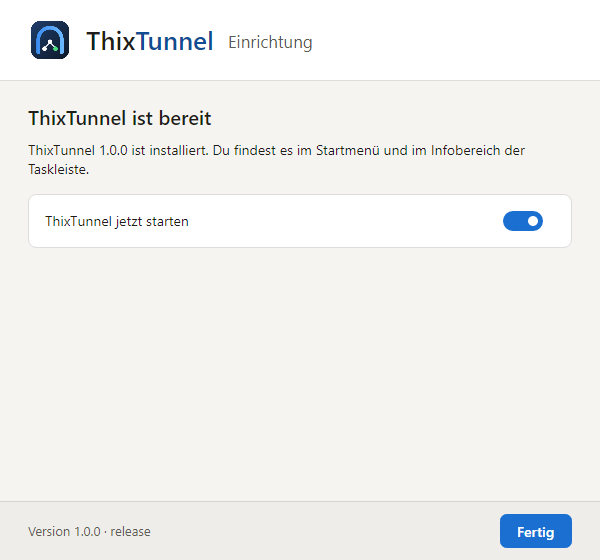 ThixTunnel Einrichtung
ThixTunnel ist bereit
ThixTunnel 1.0.0 ist installiert. Du findest es im Startmenü und im Infobereich der
Taskleiste.
ThixTunnel jetzt starten
Version 1.0.0 · release
Fertig